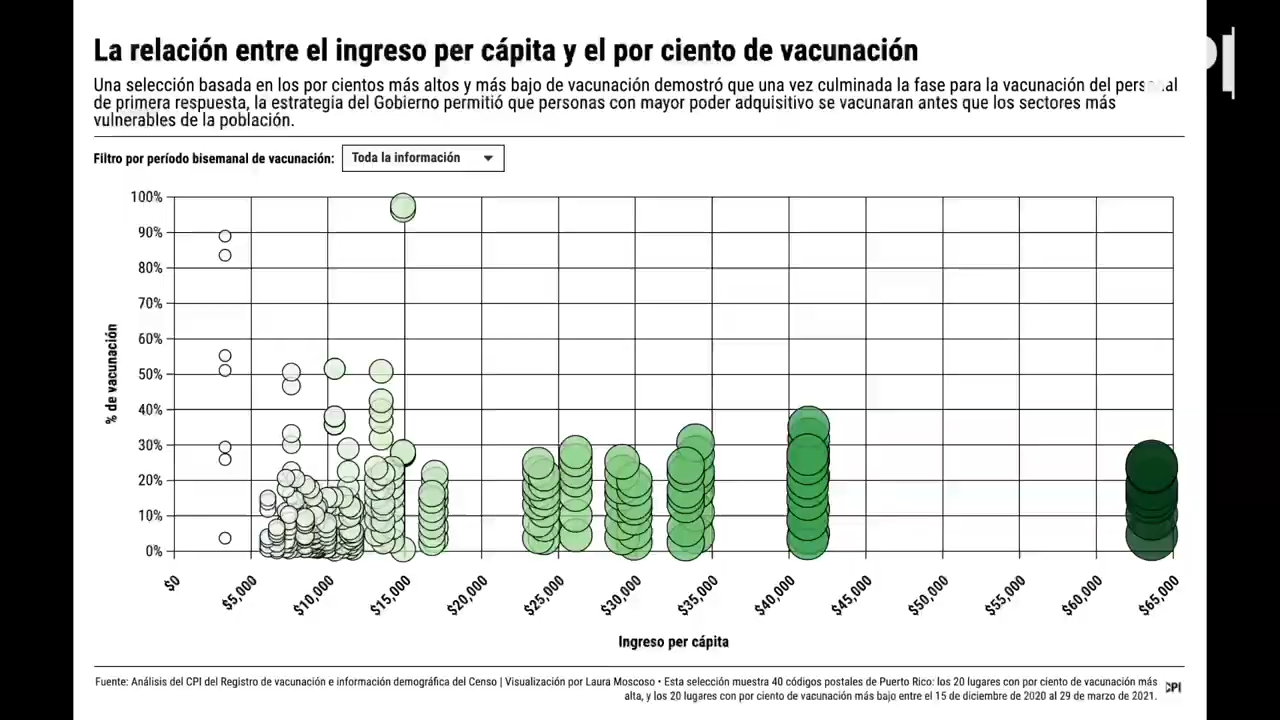 La relación entre el ingreso per cápita y el por ciento de vacunación
Una selección basada en los por cientos más altos y más bajo de vacunación demostró que una vez culminada la fase para la vacunación del personal
de primera respuesta, la estrategia del Gobierno permitió que personas con mayor poder adquisitivo se vacunaran antes que los sectores más
vulnerables de la población.
Filtro por período bisemanal de vacunación:
Toda la información
100%
90%
80%
70%
60%
50%
40%
30%
20%
10%
0%
% de vacunación
$0
$5,000
$10,000
$15,000
$20,000
$25,000
$30,000
$35,000
$40,000
$45,000
$50,000
$55,000
$60,000
$65,000
Ingreso per cápita
Fuente: Análisis del CPI del Registro de vacunación e información demográfica del Censo | Visualización por Laura Moscoso • Esta selección muestra 40 códigos postales de Puerto Rico: los 20 lugares con por ciento de vacunación más
alta, y los 20 lugares con por ciento de vacunación más bajo entre el 15 de diciembre de 2020 al 29 de marzo de 2021.
CPI